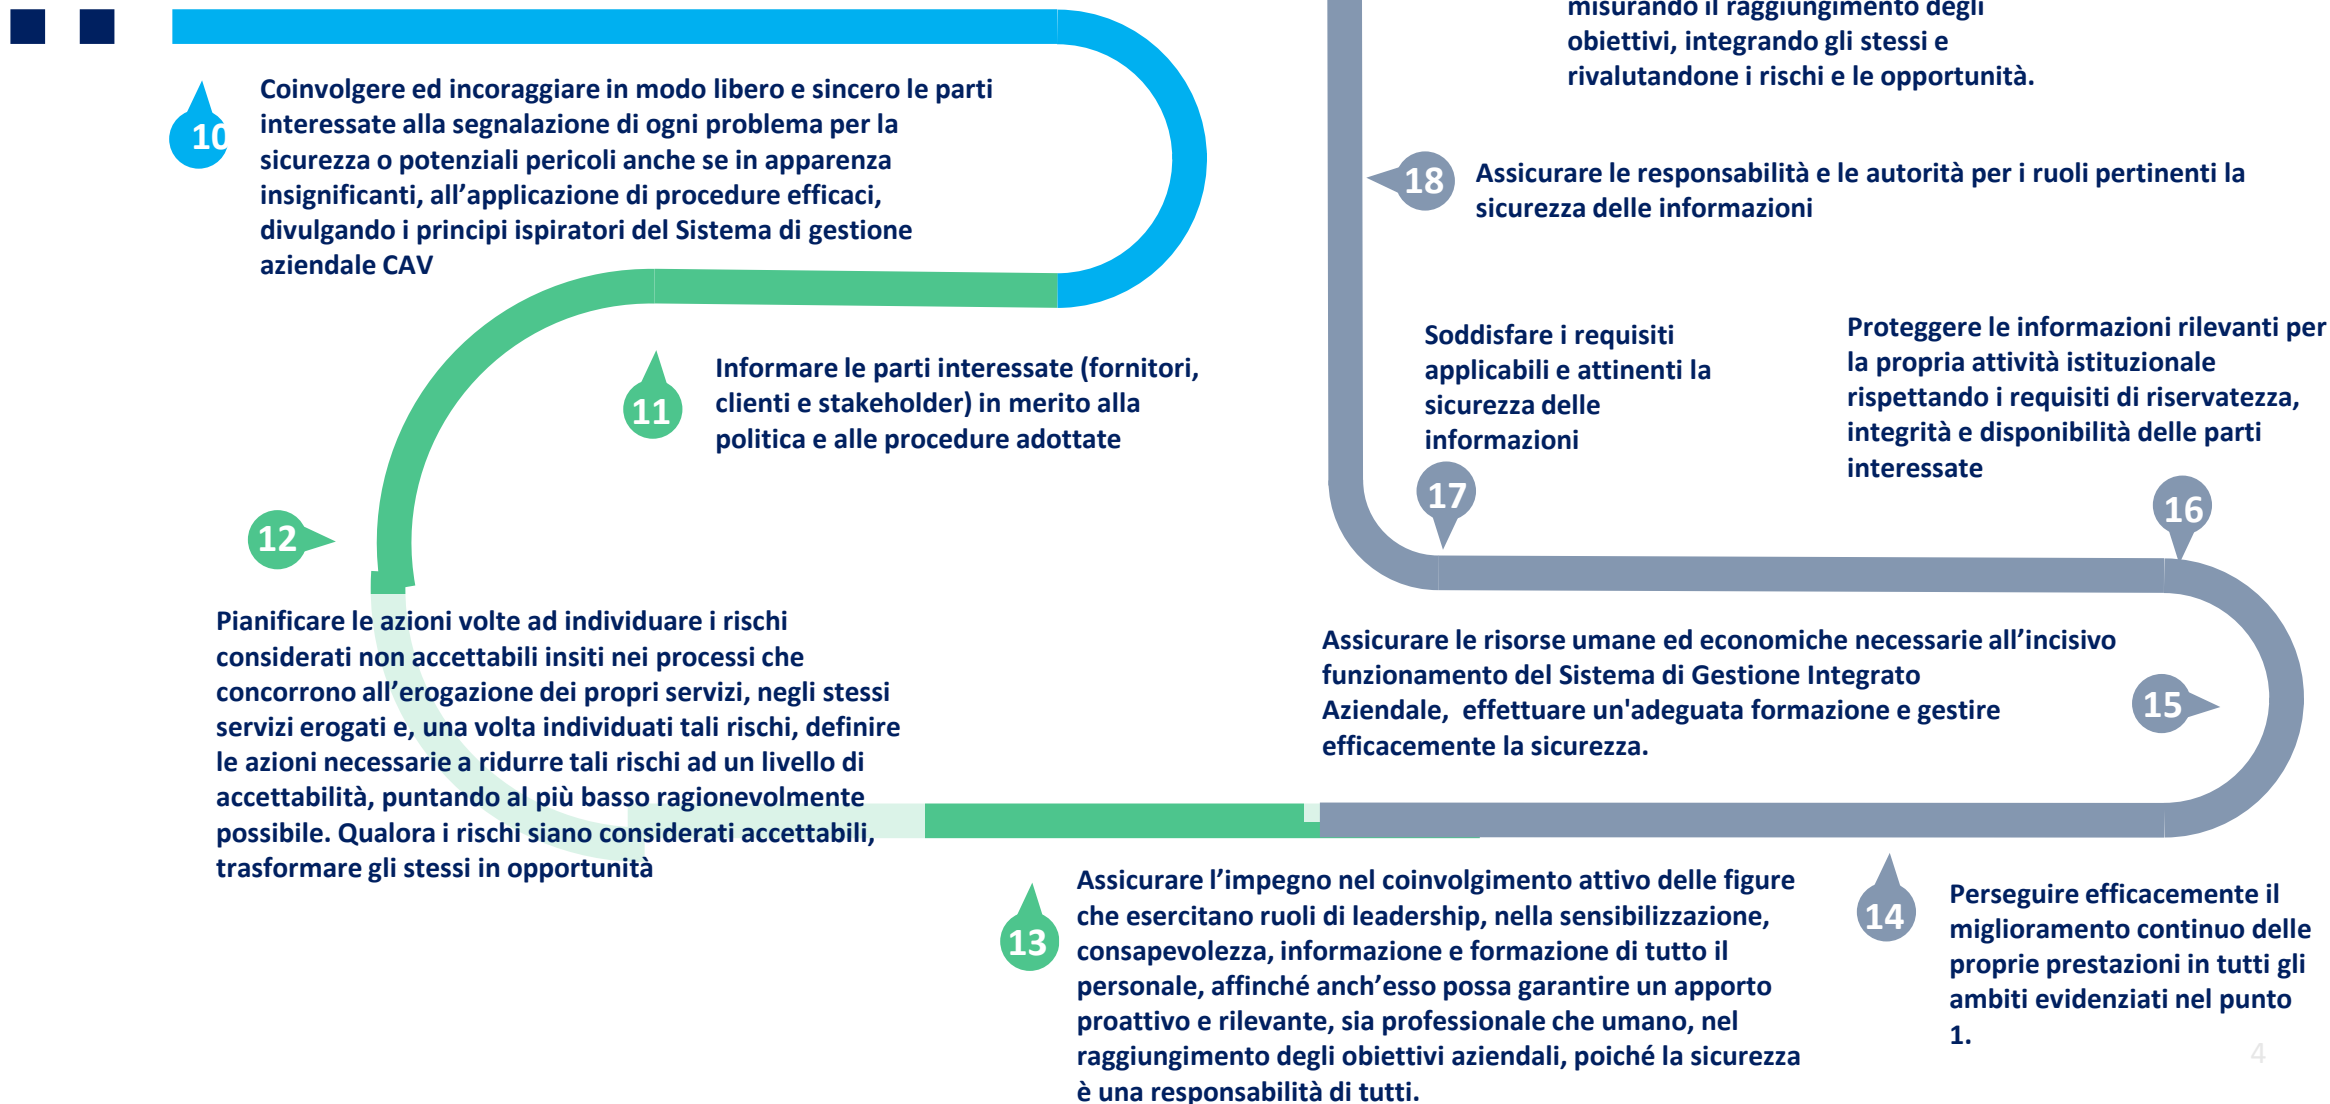 10
Coinvolgere ed incoraggiare in modo libero e sincero le parti
interessate alla segnalazione di ogni problema per la
sicurezza o potenziali pericoli anche se in apparenza
insignificanti, all’applicazione di procedure efficaci,
divulgando i principi ispiratori del Sistema di gestione
aziendale CAV
11
Informare le parti interessate (fornitori,
clienti e stakeholder) in merito alla
politica e alle procedure adottate
12
Pianificare le azioni volte ad individuare i rischi
considerati non accettabili insiti nei processi che
concorrono all’erogazione dei propri servizi, negli stessi
servizi erogati e, una volta individuati tali rischi, definire
le azioni necessarie a ridurre tali rischi ad un livello di
accettabilità, puntando al più basso ragionevolmente
possibile. Qualora i rischi siano considerati accettabili,
trasformare gli stessi in opportunità
13
Assicurare l’impegno nel coinvolgimento attivo delle figure
che esercitano ruoli di leadership, nella sensibilizzazione,
consapevolezza, informazione e formazione di tutto il
personale, affinché anch’esso possa garantire un apporto
proattivo e rilevante, sia professionale che umano, nel
raggiungimento degli obiettivi aziendali, poiché la sicurezza
è una responsabilità di tutti.
14
Perseguire efficacemente il
miglioramento continuo delle
proprie prestazioni in tutti gli
ambiti evidenziati nel punto
1.
15
Assicurare le risorse umane ed economiche necessarie all’incisivo
funzionamento del Sistema di Gestione Integrato
Aziendale,  effettuare un'adeguata formazione e gestire
efficacemente la sicurezza.
16
Proteggere le informazioni rilevanti per
la propria attività istituzionale
rispettando i requisiti di riservatezza,
integrità e disponibilità delle parti
interessate
17
Soddisfare i requisiti
applicabili e attinenti la
sicurezza delle
informazioni
18
Assicurare le responsabilità e le autorità per i ruoli pertinenti la
sicurezza delle informazioni
misurando il raggiungimento degli
obiettivi, integrando gli stessi e
rivalutandone i rischi e le opportunità.
4